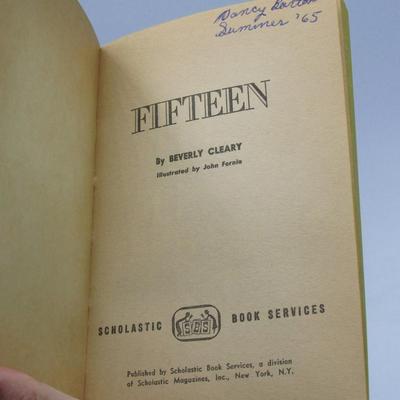 Nancy
Summer '65
FIFTEEN
By BEVERLY CLEARY
Illustrated by John Fernie
SCHOLASTIC SBS BOOK SERVICES
Published by Scholastic Book Services, a division
of Scholastic Magazines, Inc., New York, N.Y.